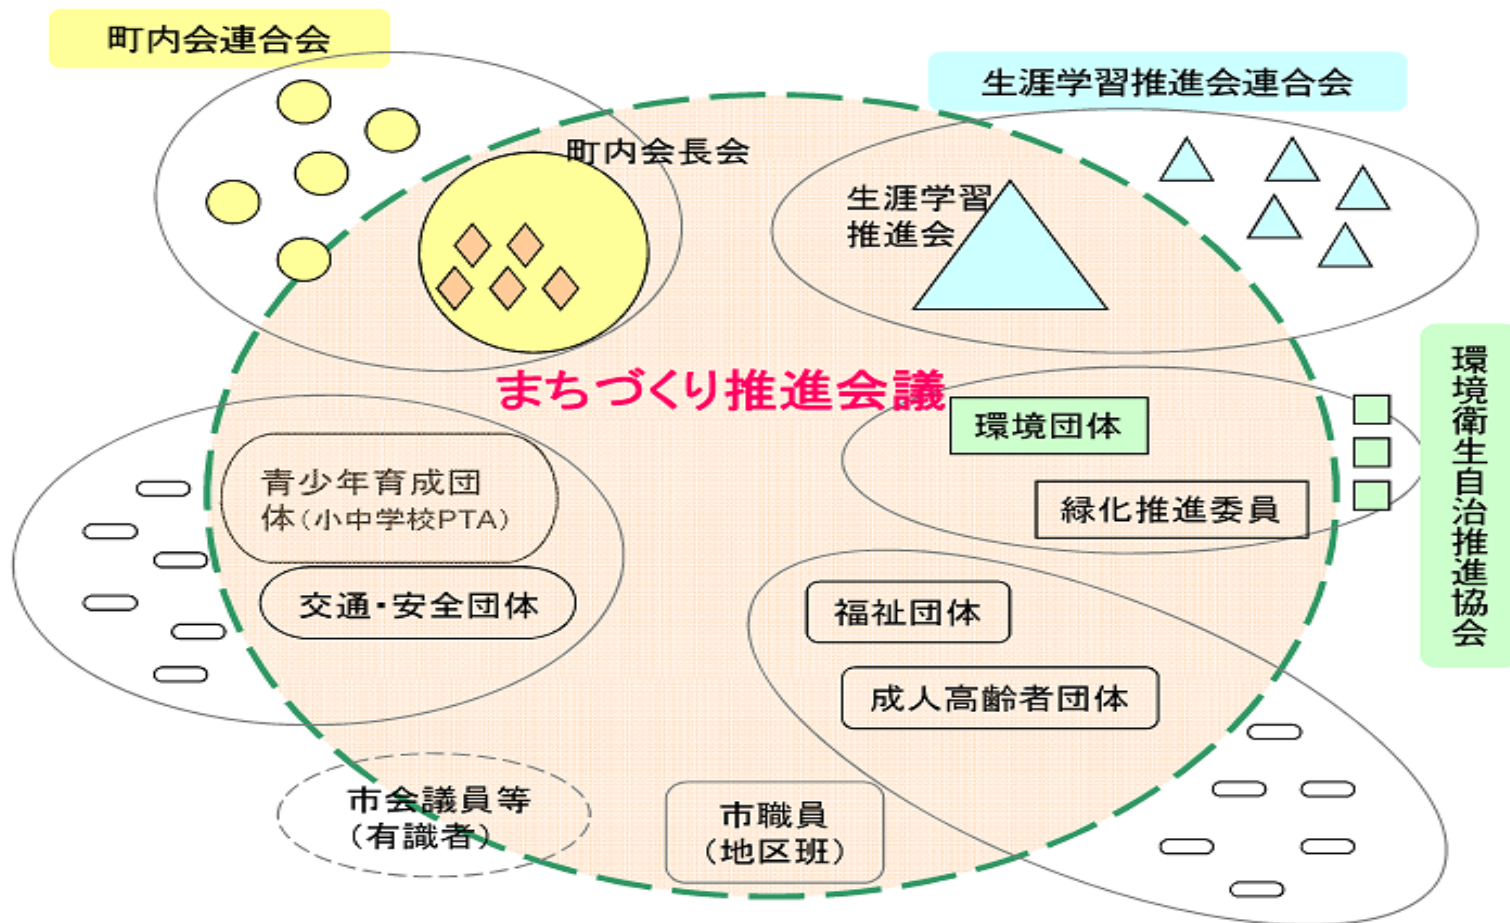 町内会連合会
生涯学習推進会連合会
町内会長会
生涯学習
推進会
まちづくり推進会議
環境団体
緑化推進委員
環境衛生自治推進協会
青少年育成団
体(小中学校PTA)
交通・安全団体
福祉団体
成人高齢者団体
市会議員等
(有識者)
市職員
(地区班)